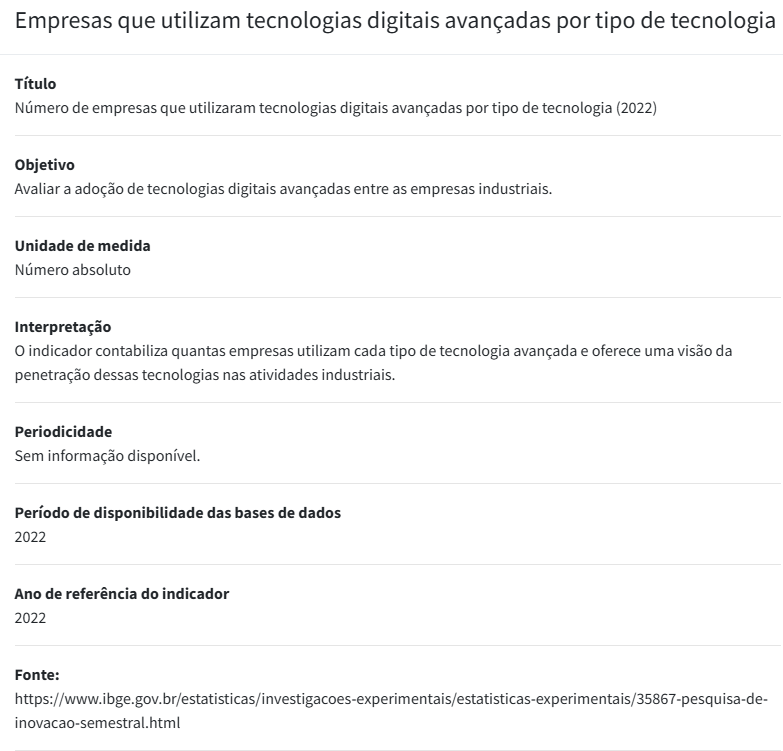 Empresas que utilizam tecnologias digitais avançadas por tipo de tecnologia
Título
Número de empresas que utilizaram tecnologias digitais avançadas por tipo de tecnologia (2022)
Objetivo
Avaliar a adoção de tecnologias digitais avançadas entre as empresas industriais.
Unidade de medida
Número absoluto
Interpretação
O indicador contabiliza quantas empresas utilizam cada tipo de tecnologia avançada e oferece uma visão da
penetração dessas tecnologias nas atividades industriais.
Periodicidade
Sem informação disponível.
Período de disponibilidade das bases de dados
2022
Ano de referência do indicador
2022
Fonte:
https://www.ibge.gov.br/estatisticas/investigacoes-experimentais/estatisticas-experimentais/35867-pesquisa-de-
inovacao-semestral.html